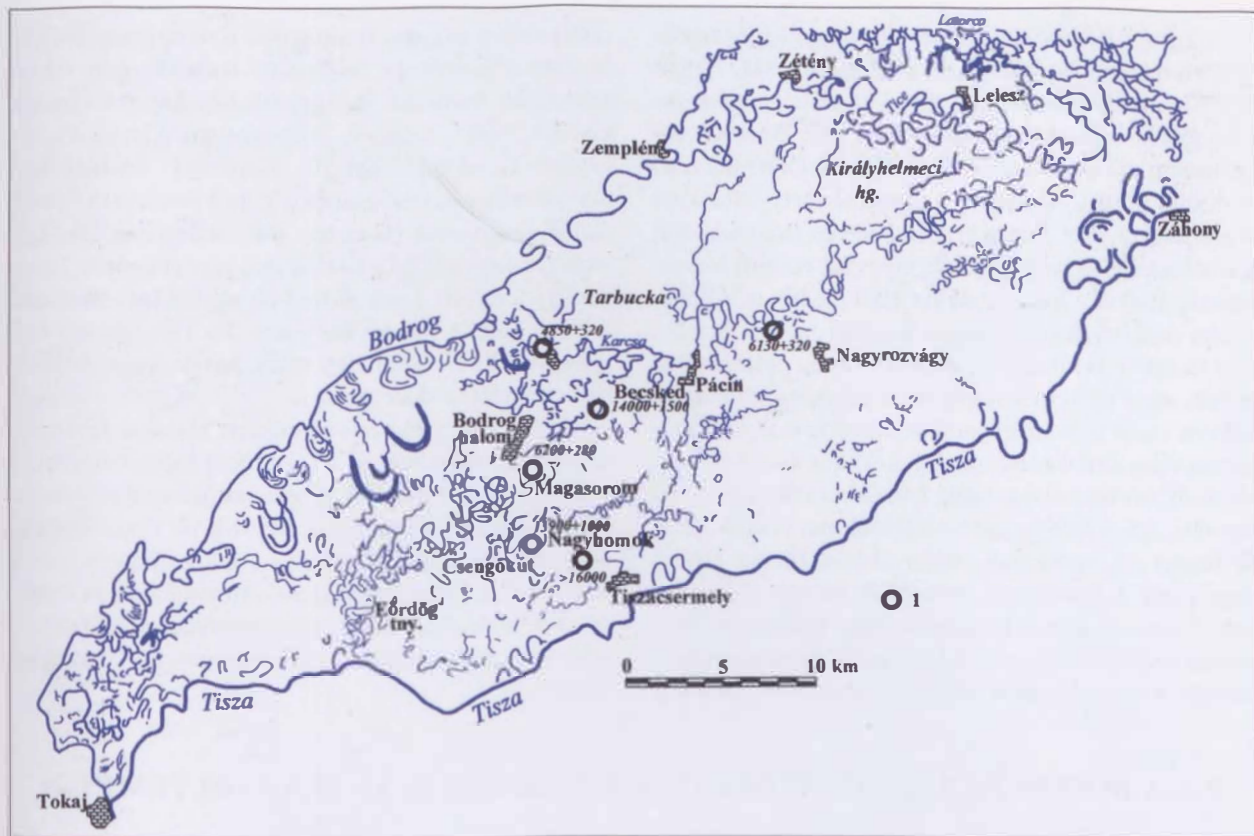 Latorca
Zétény
Lelesz
Tice
Zemplén
Királyhelmeci
hg.
Záhony
Tarbucka
Bodrog
4850+320
Karcsa
6130+320
Nagyrozvágy
Pácin
Becsked
14000+1500
Bodrog
halom
6200+280
Magasorom
Tisza
Nagyhomok
Csengőkút
>16000
Tiszacsermely
1
Eördög
tny.
0 5 10 km
Tisza
Tisza
Tokaj